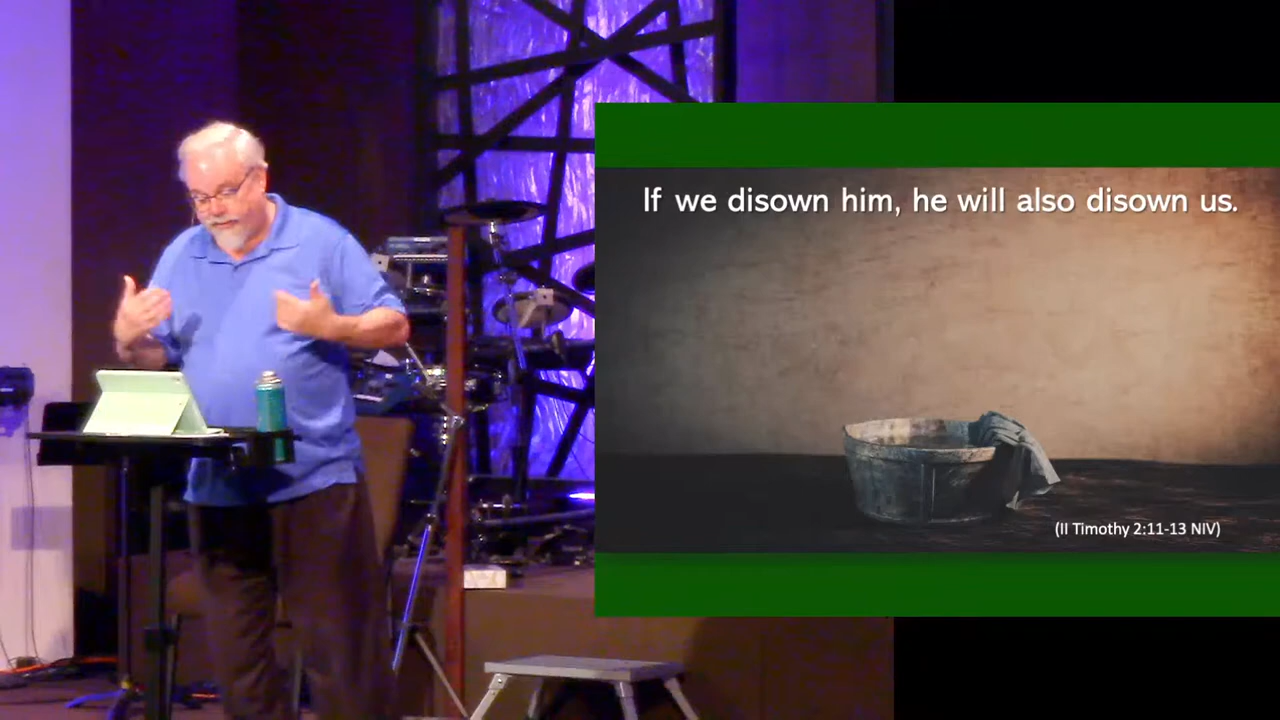 If we disown him, he will also disown us.
(II Timothy 2:11-13 NIV)